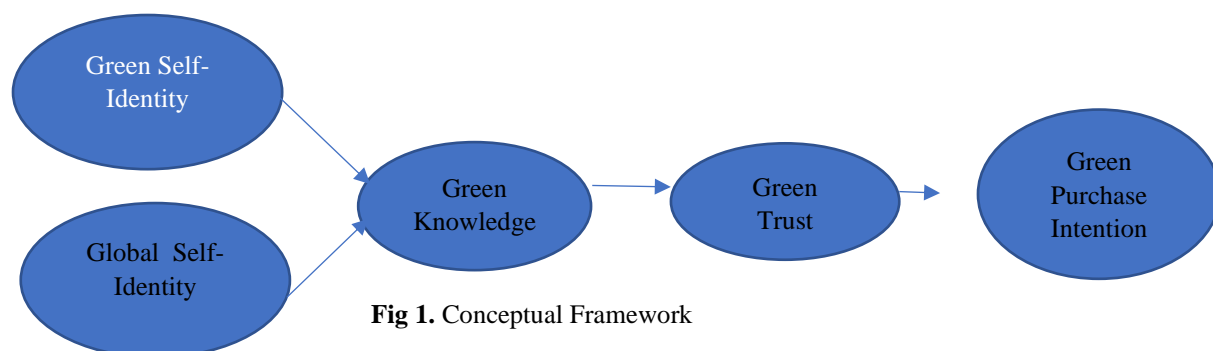 Green Self-
Identity
Global Self-
Identity
Green
Knowledge
Green
Trust
Green
Purchase
Intention
Fig 1. Conceptual Framework